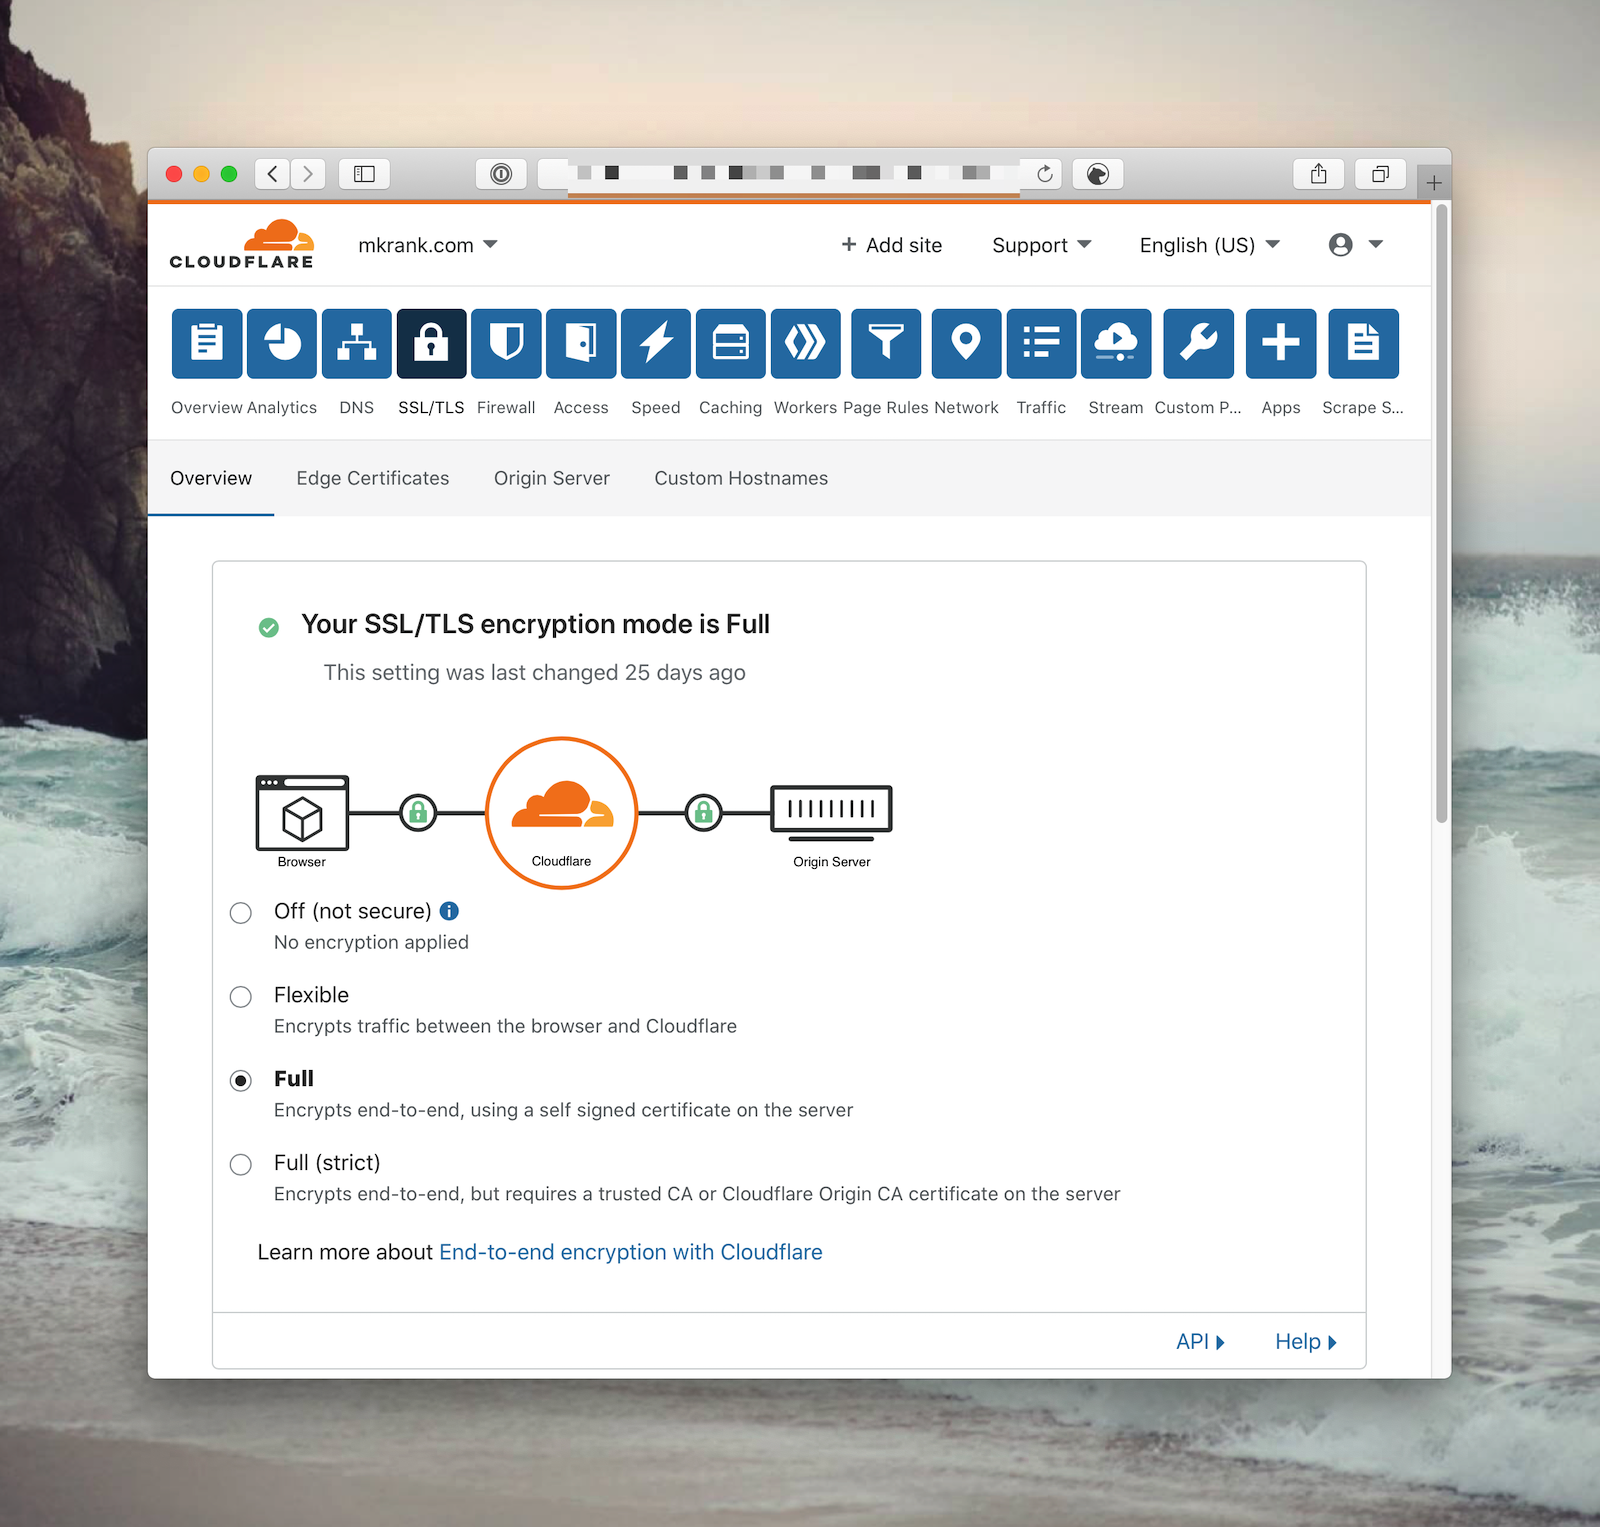 CLOUDFLARE
mkrank.com
+ Add site
Support
English (US)
Overview Analytics DNS SSL/TLS Firewall Access Speed Caching Workers Page Rules Network Traffic Stream Custom P... Apps Scrape S...
Overview Edge Certificates Origin Server Custom Hostnames
Your SSL/TLS encryption mode is Full
This setting was last changed 25 days ago
Browser Cloudflare Origin Server
Off (not secure)
No encryption applied
Flexible
Encrypts traffic between the browser and Cloudflare
Full
Encrypts end-to-end, using a self signed certificate on the server
Full (strict)
Encrypts end-to-end, but requires a trusted CA or Cloudflare Origin CA certificate on the server
Learn more about End-to-end encryption with Cloudflare
API Help